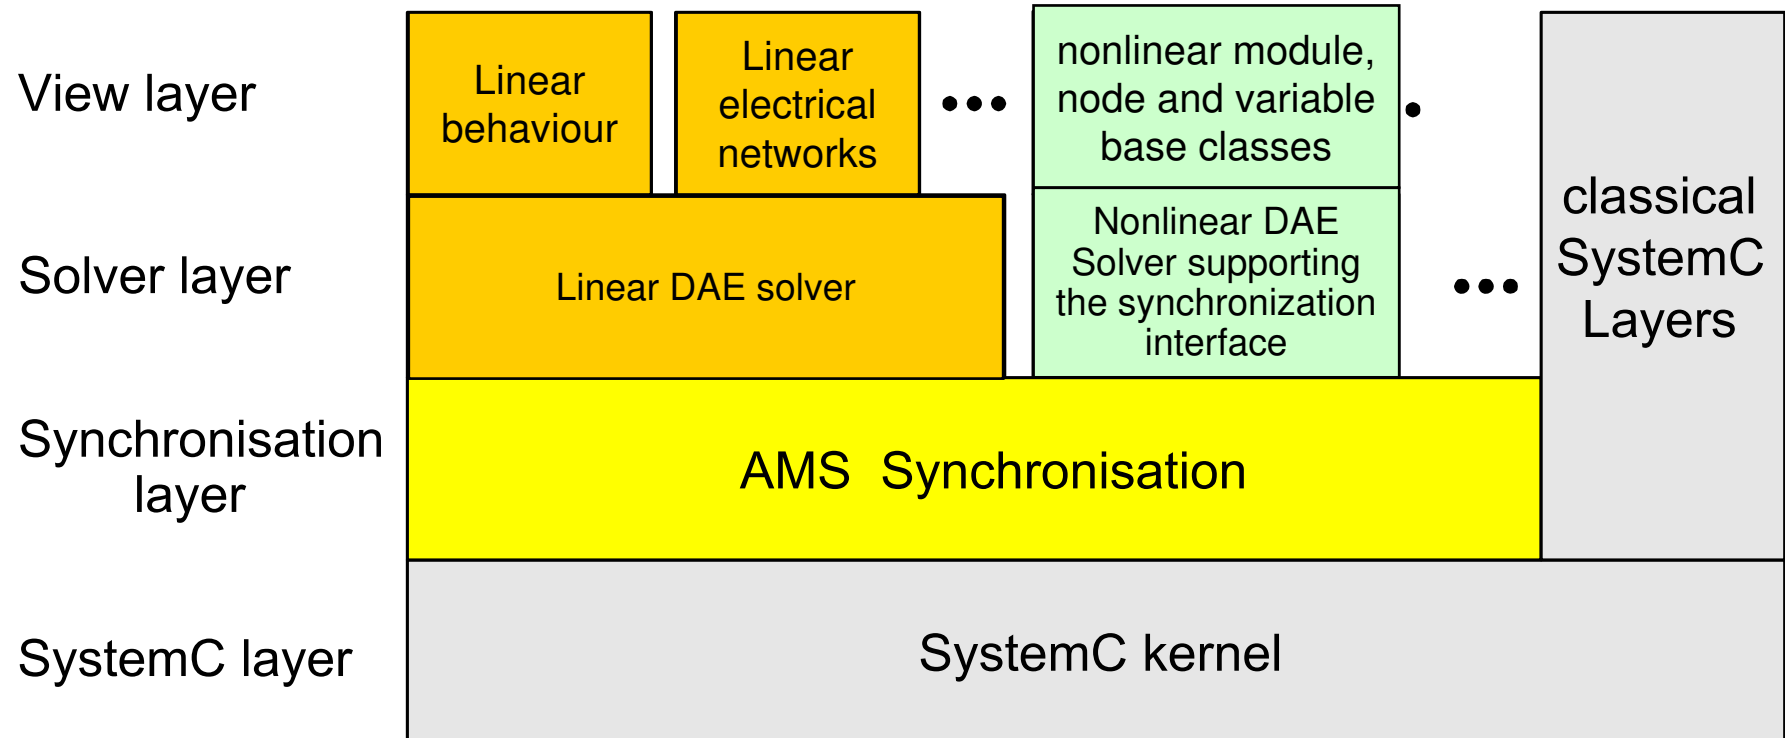 View layer
Linear
behaviour
Linear
electrical
networks
•••
nonlinear module,
node and variable
base classes
•
Solver layer
Linear DAE solver
Nonlinear DAE
Solver supporting
the synchronization
interface
•••
classical
SystemC
Layers
Synchronisation
layer
AMS Synchronisation
SystemC layer
SystemC kernel